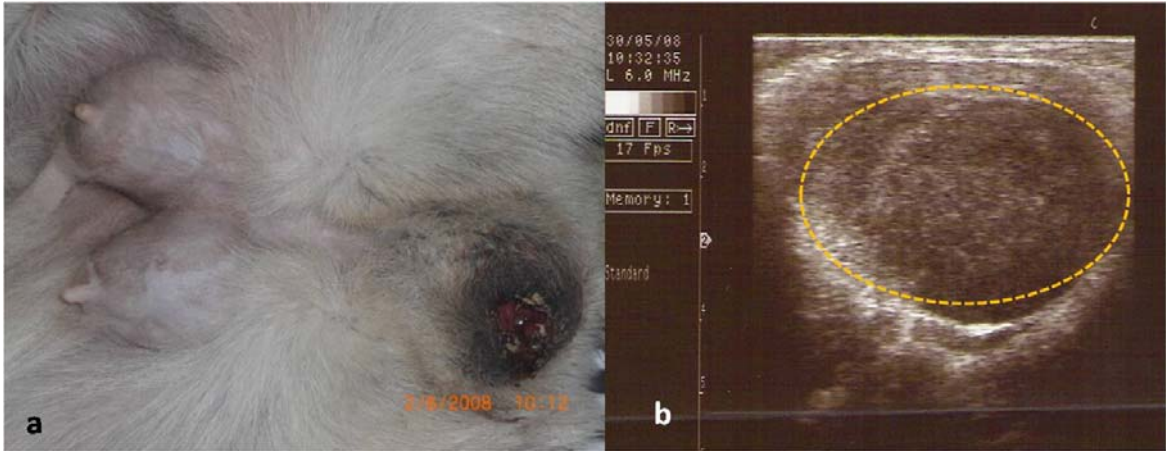 2/6/2008 10:12
a
30/05/08
10:32:35
L 6.0 MHz
dnf F R→
17 Fps
Memory: 1
Standard
c
1
2
4
5
b